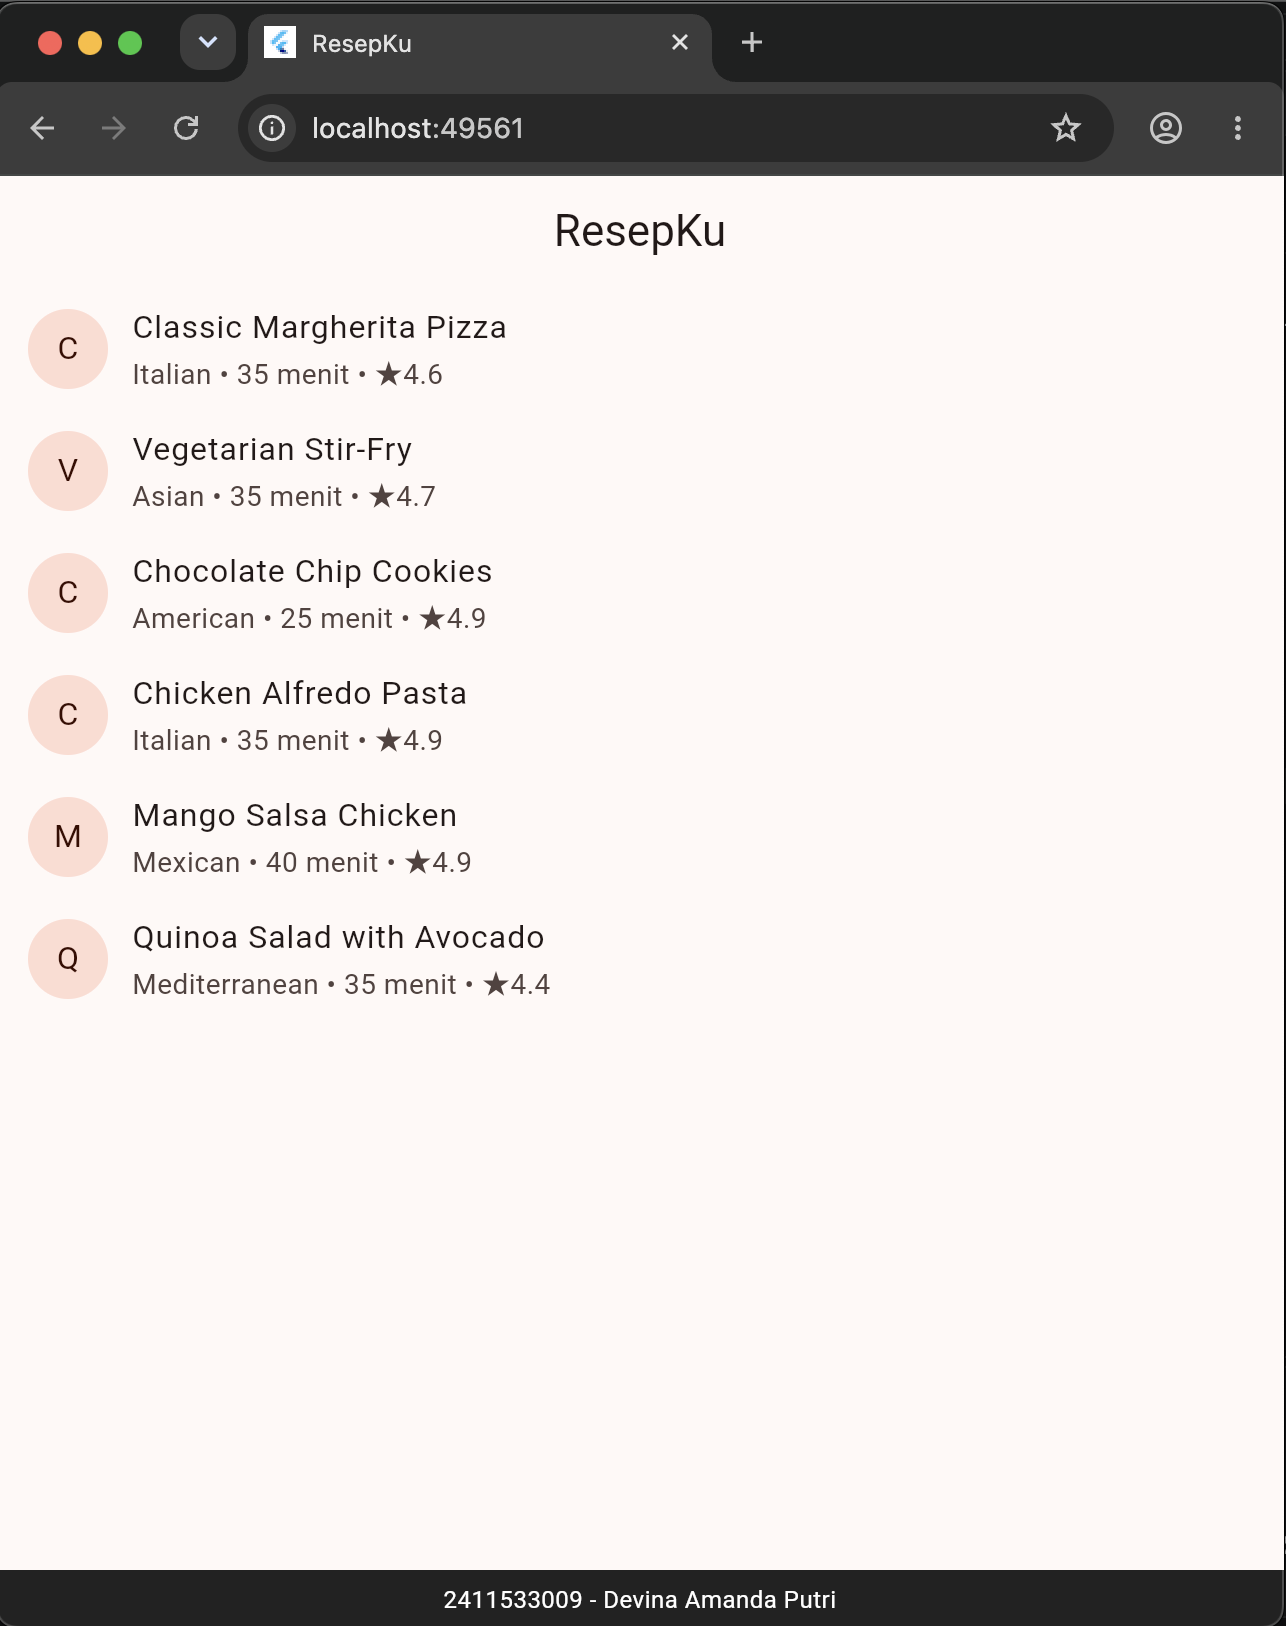 ResepKu
localhost:49561
ResepKu
C
Classic Margherita Pizza
Italian • 35 menit • ★4.6
V
Vegetarian Stir-Fry
Asian • 35 menit • ★4.7
C
Chocolate Chip Cookies
American • 25 menit • ★4.9
C
Chicken Alfredo Pasta
Italian • 35 menit • ★4.9
M
Mango Salsa Chicken
Mexican • 40 menit • ★4.9
Q
Quinoa Salad with Avocado
Mediterranean • 35 menit • ★4.4
2411533009 - Devina Amanda Putri